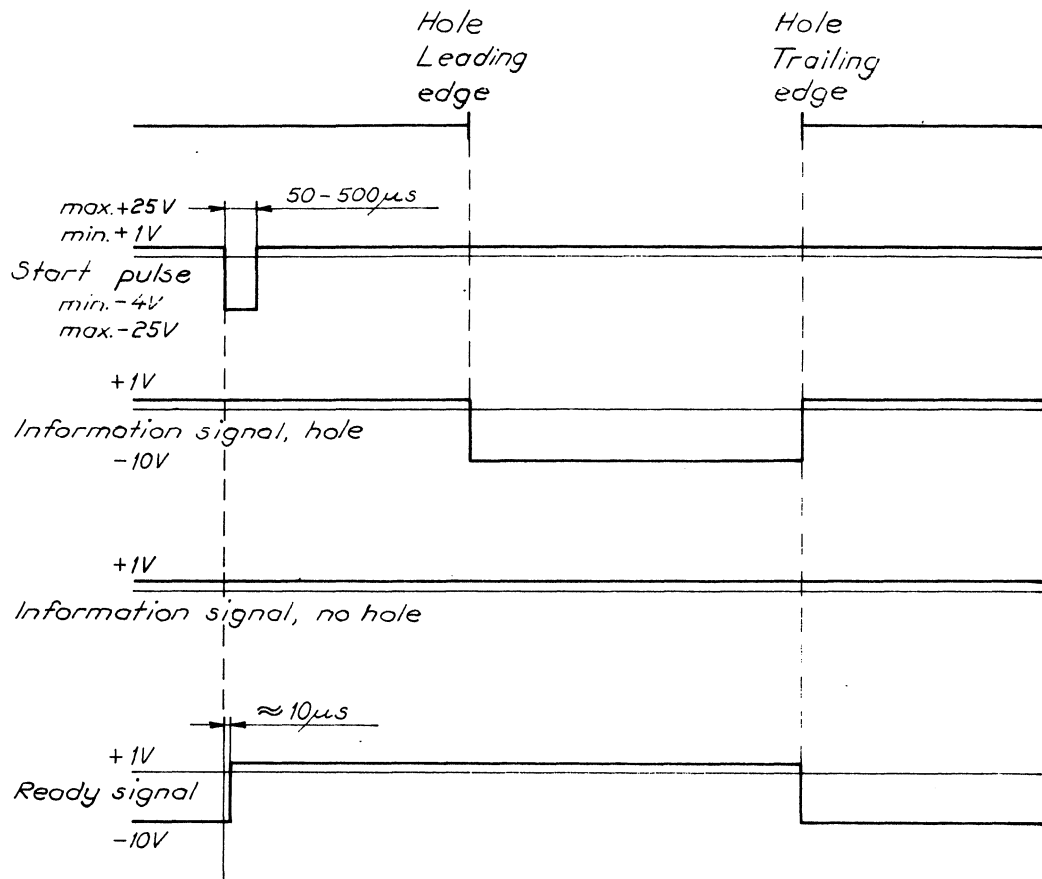 Hole
Leading
edge
Hole
Trailing
edge
50-500μs
max.+25V
min.+1V
Start pulse
min.-4V
max.-25V
+1V
Information signal, hole
-10V
+1V
Information signal, no hole
≈10μs
+1V
Ready signal
-10V